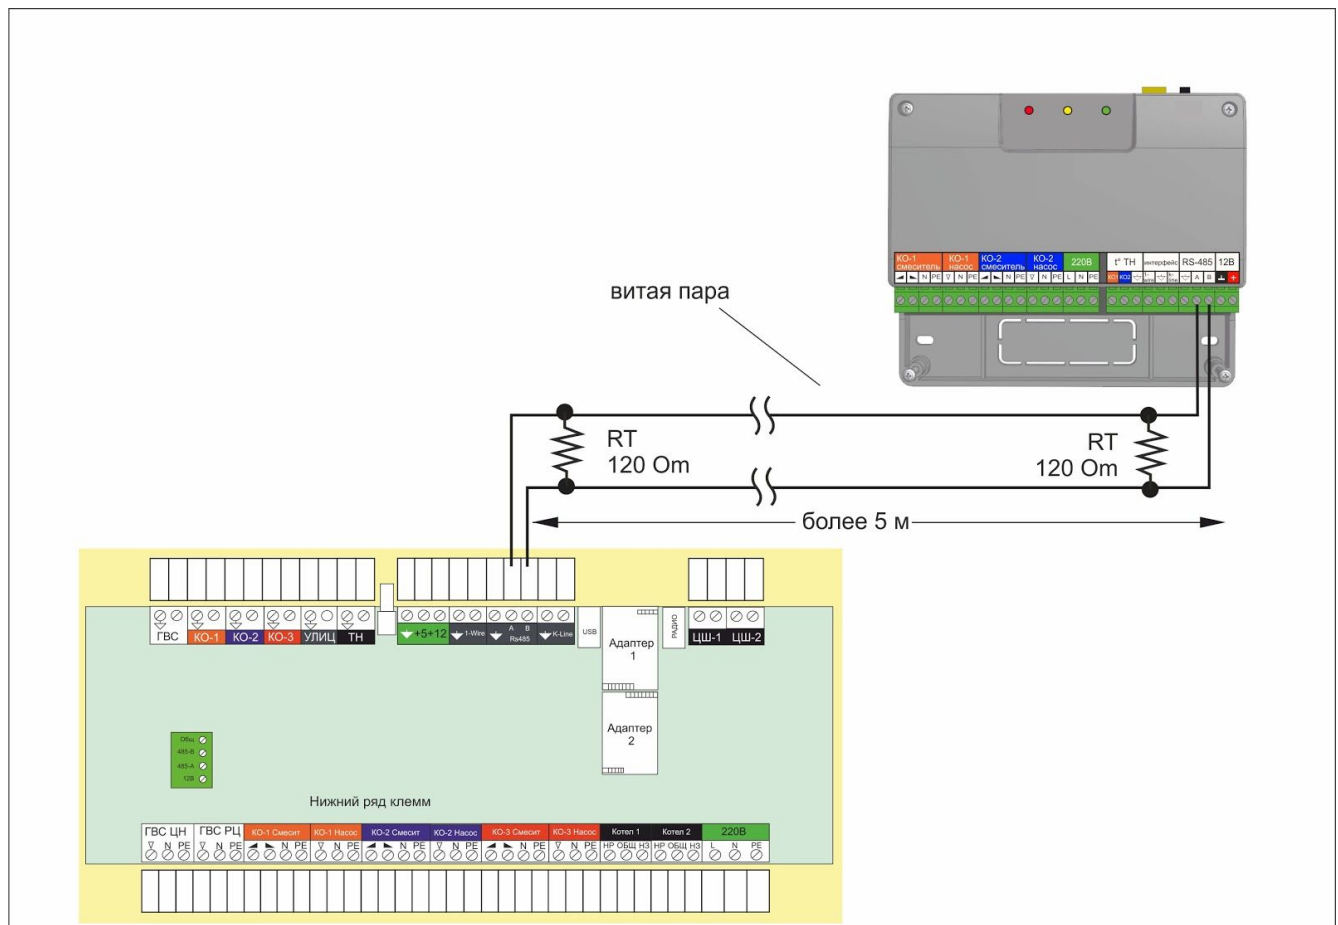 КО-1 КО-1 КО-2 КО-2 220В t° ТН интерфейс RS-485 12В
смеситель насос смеситель насос
N PE N PE N PE N PE L N PE КО1 КО2 1-wire k-line A B +
витая пара
RT
120 Om
RT
120 Om
более 5 м
ГВС КО-1 КО-2 КО-3 УЛИЦ ТН
+5+12 1-Wire A B Rs485 K-Line
USB
Адаптер
1
РАДИО
ЦШ-1 ЦШ-2
Адаптер
2
Общ
485-B
485-A
12В
Нижний ряд клемм
ГВС ЦН ГВС РЦ КО-1 Смесит КО-1 Насос КО-2 Смесит КО-2 Насос КО-3 Смесит КО-3 Насос Котел 1 Котел 2 220В
N PE N PE N PE N PE N PE N PE N PE N PE НР ОБЩ НЗ НР ОБЩ НЗ L N PE